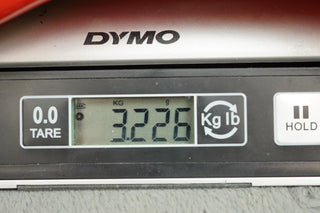 DYMO
KG g
3.226
0.0
TARE
Kg lb
HOLD